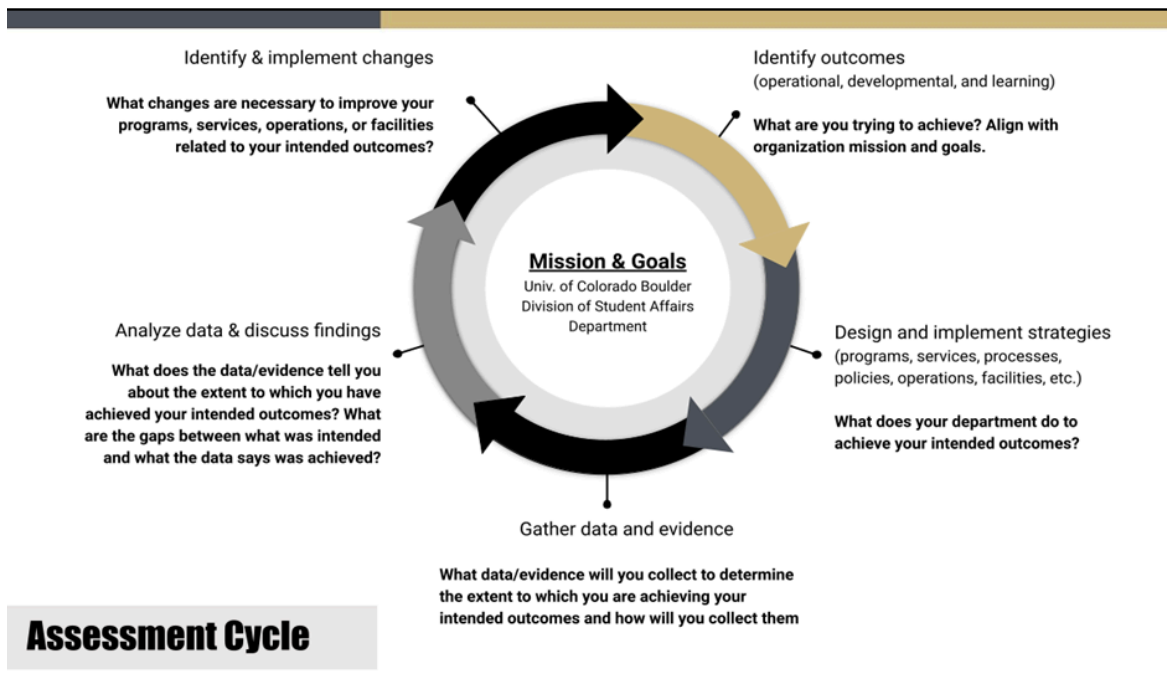 Identify & implement changes
What changes are necessary to improve your
programs, services, operations, or facilities
related to your intended outcomes?
Identify outcomes
(operational, developmental, and learning)
What are you trying to achieve? Align with
organization mission and goals.
Mission & Goals
Univ. of Colorado Boulder
Division of Student Affairs
Department
Analyze data & discuss findings
What does the data/evidence tell you
about the extent to which you have
achieved your intended outcomes? What
are the gaps between what was intended
and what the data says was achieved?
Design and implement strategies
(programs, services, processes,
policies, operations, facilities, etc.)
What does your department do to
achieve your intended outcomes?
Gather data and evidence
What data/evidence will you collect to determine
the extent to which you are achieving your
intended outcomes and how will you collect them
Assessment Cycle